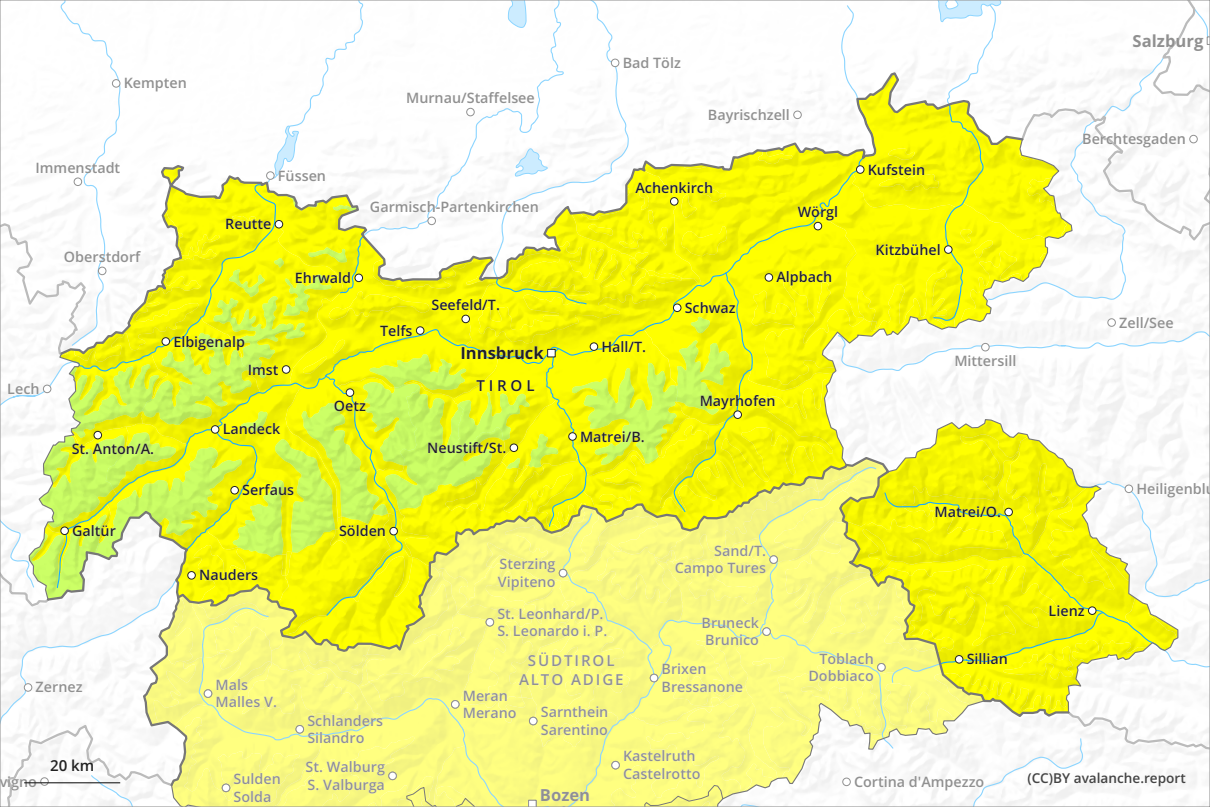 Salzburg
Bad Tölz
Kempten
Murnau/Staffelsee
Bayrischzell
Berchtesgaden
Immenstadt
Füssen
Kufstein
Achenkirch
Garmisch-Partenkirchen
Wörgl
Reutte
Kitzbühel
Oberstdorf
Ehrwald
Alpbach
Seefeld/T.
Schwaz
Telfs
Zell/See
Elbigenalp
Innsbruck
Hall/T.
Mittersill
Imst
TIROL
Lech
Oetz
Mayrhofen
Landeck
Matrei/B.
St. Anton/A.
Neustift/St.
Serfaus
Heiligenblu
Matrei/O.
Galtür
Sölden
Sand/T.
Campo Tures
Sterzing
Vipiteno
Nauders
Lienz
St. Leonhard/P.
S. Leonardo i. P.
Bruneck
Brunico
SÜDTIROL
ALTO ADIGE
Toblach
Dobbiaco
Sillian
Brixen
Bressanone
Zernez
Mals
Malles V.
Meran
Merano
Sarnthein
Sarentino
Schlanders
Silandro
Kastelruth
Castelrotto
20 km
St. Walburg
S. Valburga
vigno
Sulden
Solda
Cortina d'Ampezzo
(CC)BY avalanche.report
Bozen